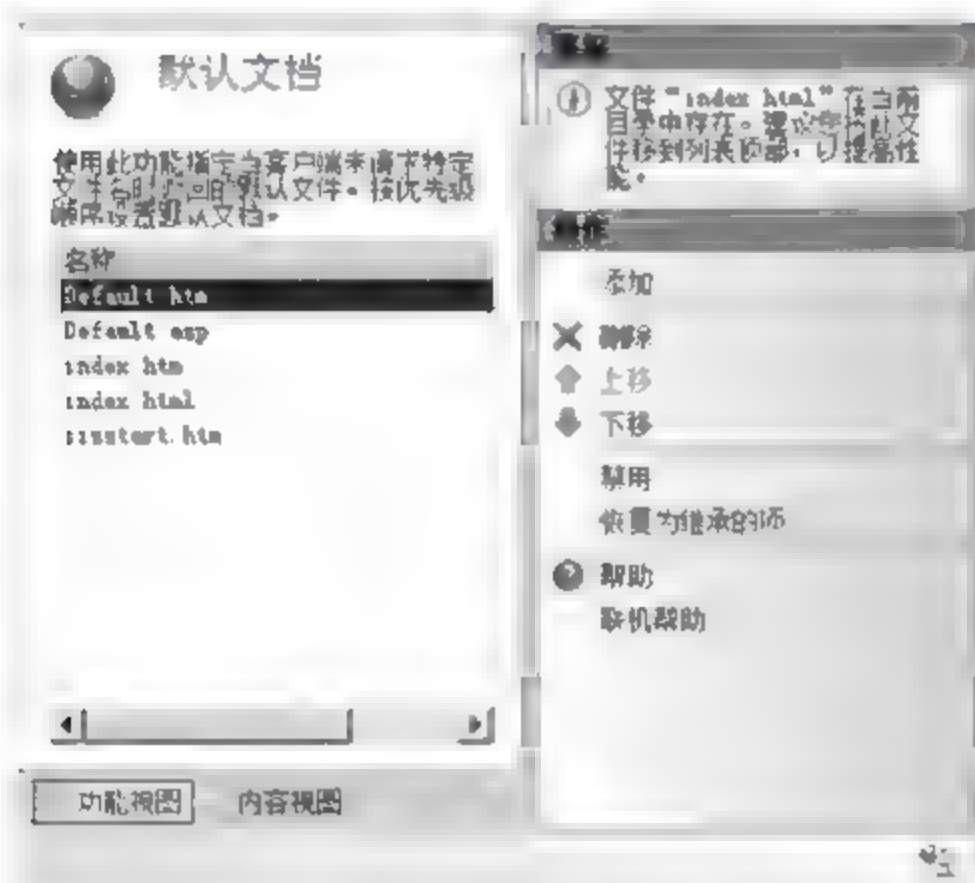 默认文档
使用此功能指定当客户端未请求特定
文件名时返回的默认文件。按优先级
顺序设置默认文档。
名称
Default htm
Default asp
index htm
index html
iisstart.htm
功能视图
内容视图
文件“index html”在当前
目录中存在。建议您将此文
件移到列表顶部，以提高性
能。
添加
删除
上移
下移
禁用
恢复为继承的项
帮助
联机帮助